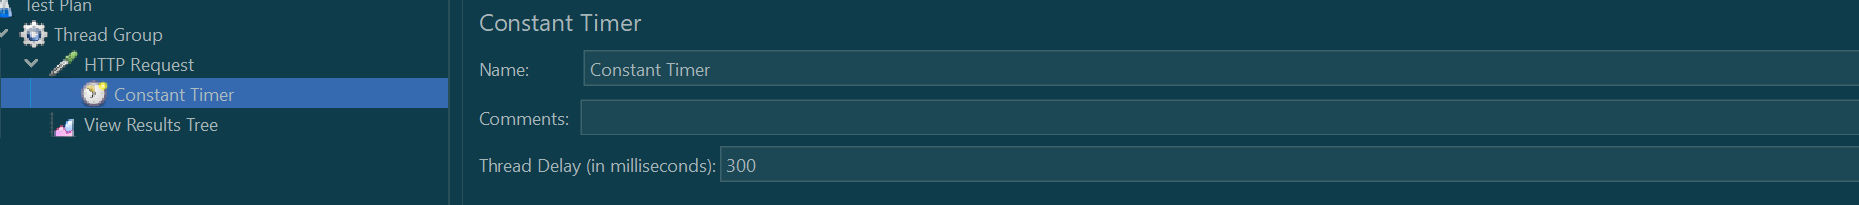 Test Plan
Thread Group
HTTP Request
Constant Timer
View Results Tree
Constant Timer
Name: Constant Timer
Comments:
Thread Delay (in milliseconds): 300